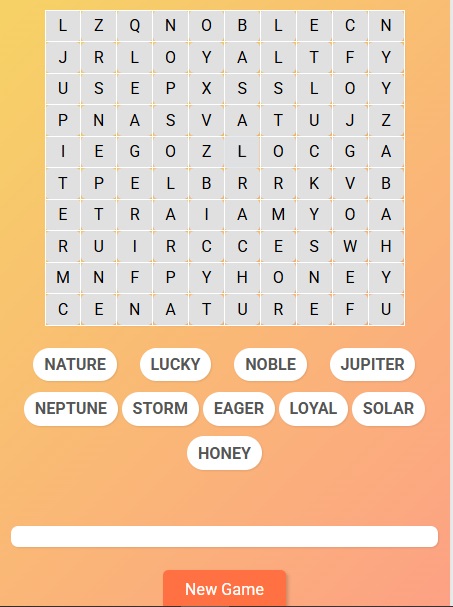 L Z Q N O B L E C N
J R L O Y A L T F Y
U S E P X S S L O Y
P N A S V A T U J Z
I E G O Z L O C G A
T P E L B R R K V B
E T R A I A M Y O A
R U I R C C E S W H
M N F P Y H O N E Y
C E N A T U R E F U
NATURE LUCKY NOBLE JUPITER
NEPTUNE STORM EAGER LOYAL SOLAR
HONEY
New Game